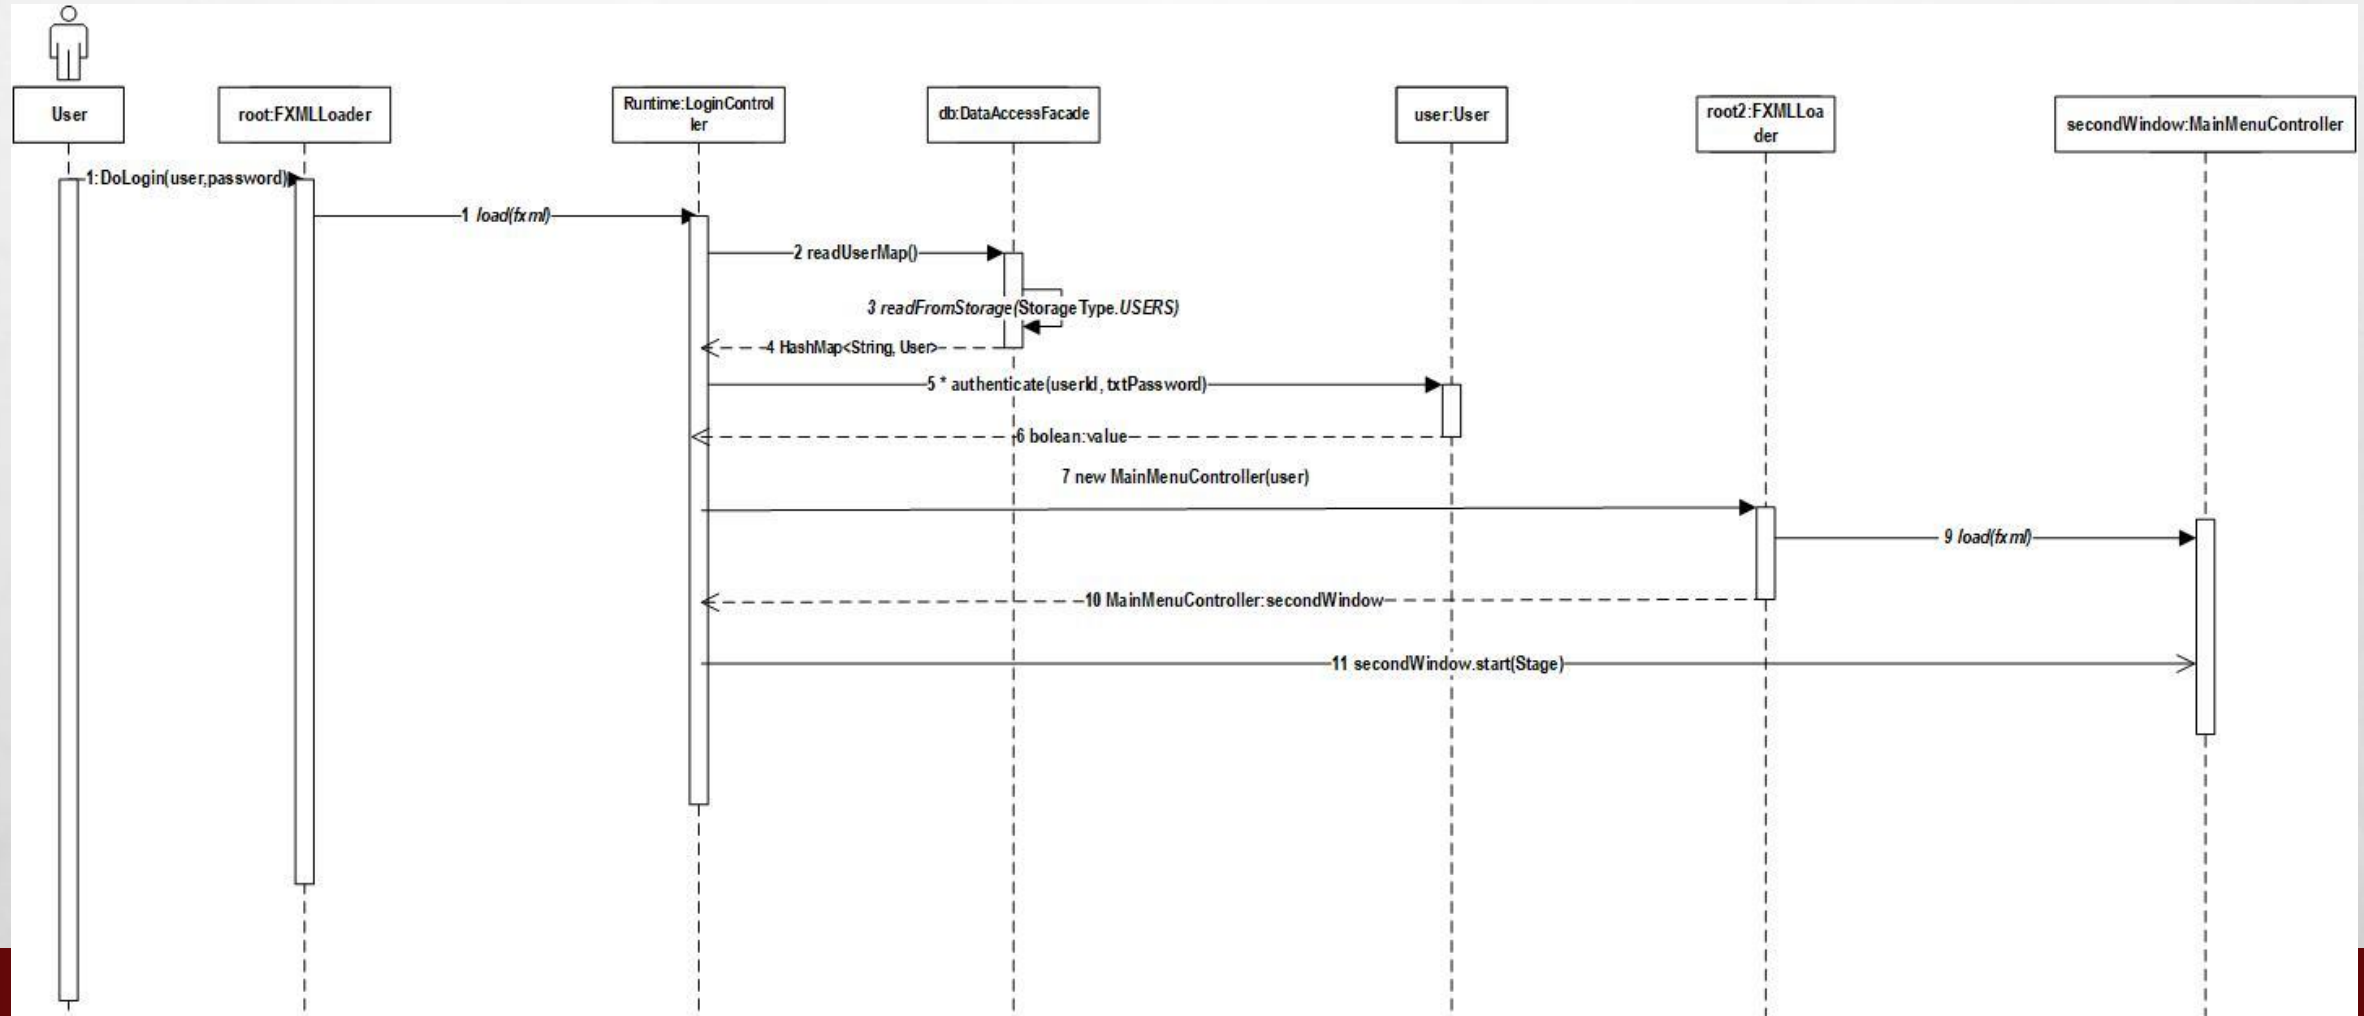 User
root:FXMLLoader
Runtime:LoginControl
ler
db:DataAccessFacade
user:User
root2:FXMLLoa
der
secondWindow:MainMenuController
1:DoLogin(user,password)
1 load(fxml)
2 readUserMap()
3 readFromStorage(StorageType.USERS)
4 HashMap<String, User>
5 * authenticate(userId, txtPassword)
6 bolean:value
7 new MainMenuController(user)
9 load(fxml)
10 MainMenuController:secondWindow
11 secondWindow.start(Stage)